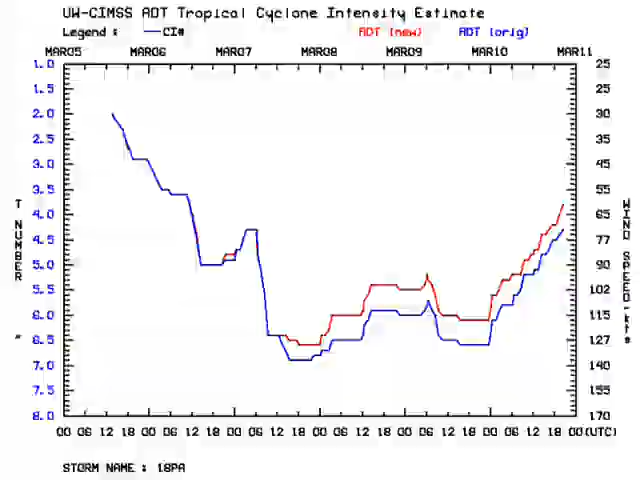 UW-CIMSS ADT Tropical Cyclone Intensity Estimate
Legend : CI# ADT (new) ADT (orig)
MAR05 MAR06 MAR07 MAR08 MAR09 MAR10 MAR11
1.0 25
1.5 25
2.0 30
2.5 35
3.0 45
3.5 55
4.0 65
4.5 77
5.0 90
5.5 102
6.0 115
6.5 127
7.0 140
7.5 155
8.0 170
T NUMBER
WIND SPEED-kts
00 06 12 18 00 06 12 18 00 06 12 18 00 06 12 18 00 06 12 18 00 06 12 18 00(UTC)
STORM NAME : 18PA